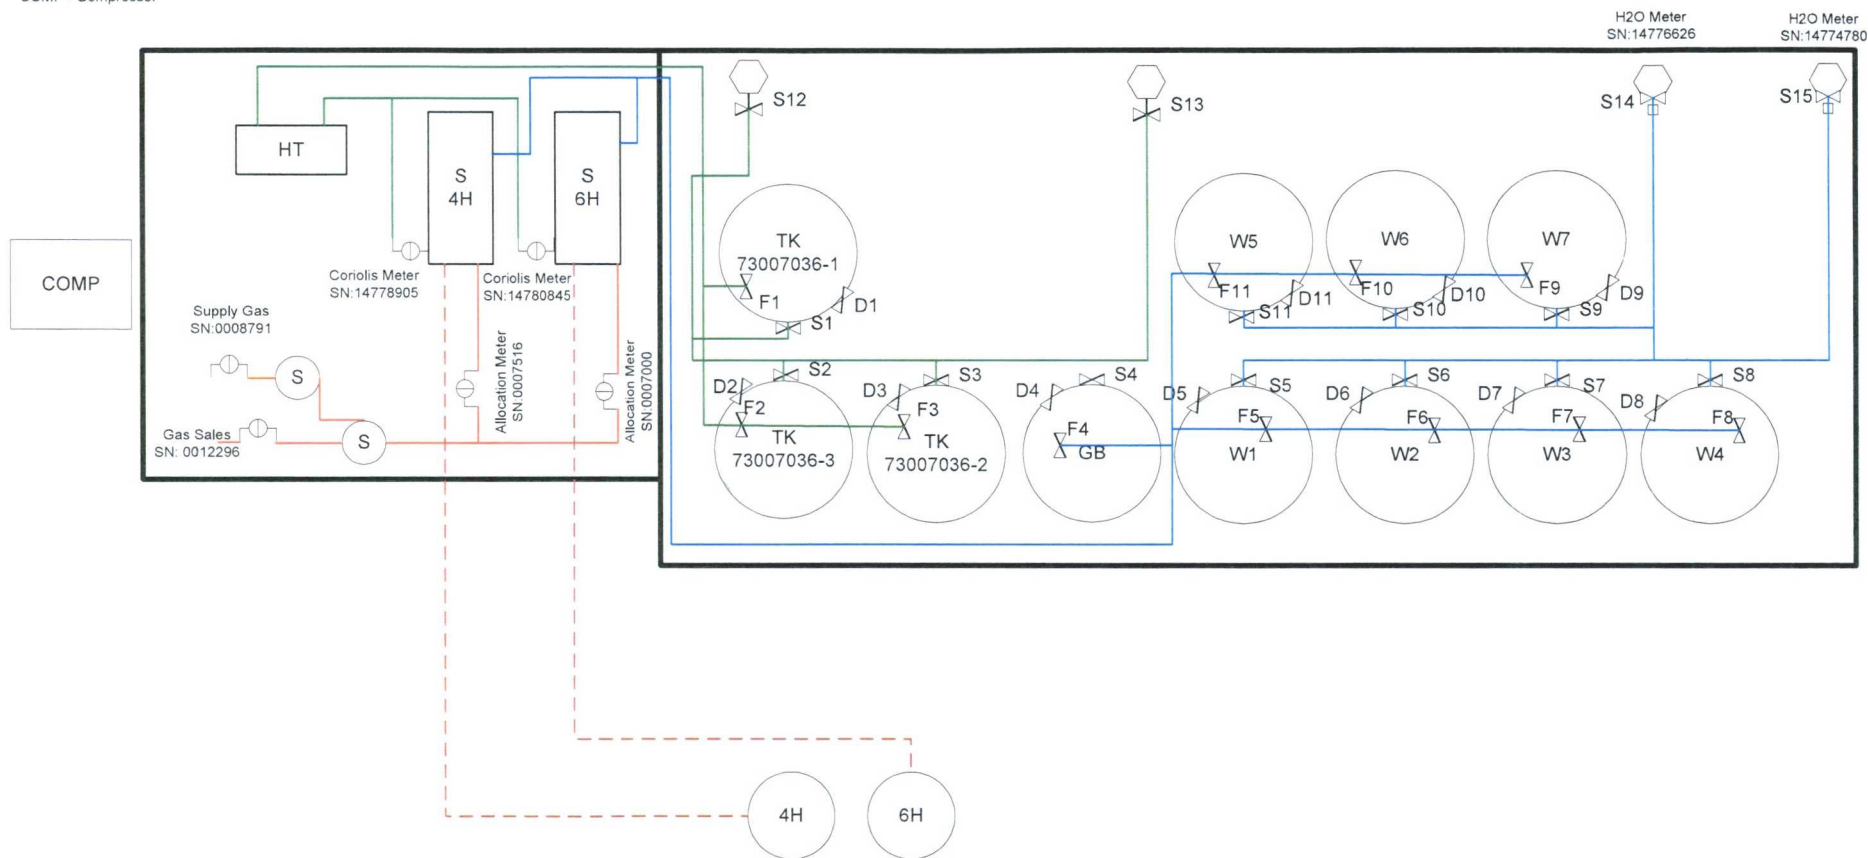 H2O Meter
SN:14776626
H2O Meter
SN:14774780
S12
S13
S14
S15
HT
S
4H
S
6H
COMP
Coriolis Meter
SN:14778905
Coriolis Meter
SN:14780845
Supply Gas
SN:0008791
S
Gas Sales
SN: 0012296
S
Allocation Meter
SN:0007516
Allocation Meter
SN:0007000
TK
73007036-1
F1
D1
S1
W5
F11
D11
S11
W6
F10
D10
S10
W7
F9
D9
S9
D2
S2
F2
TK
73007036-3
D3
S3
F3
TK
73007036-2
D4
S4
F4
GB
D5
S5
F5
W1
D6
S6
F6
W2
D7
S7
F7
W3
D8
S8
F8
W4
4H
6H